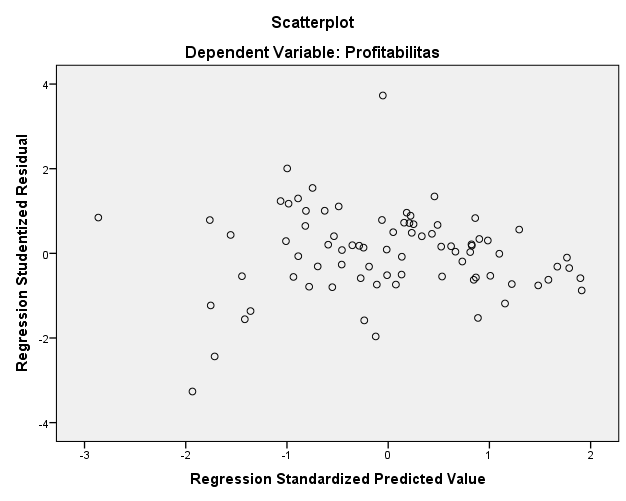 Scatterplot
Dependent Variable: Profitabilitas
Regression Studentized Residual
4
2
0
-2
-4
-3
-2
-1
0
1
2
Regression Standardized Predicted Value